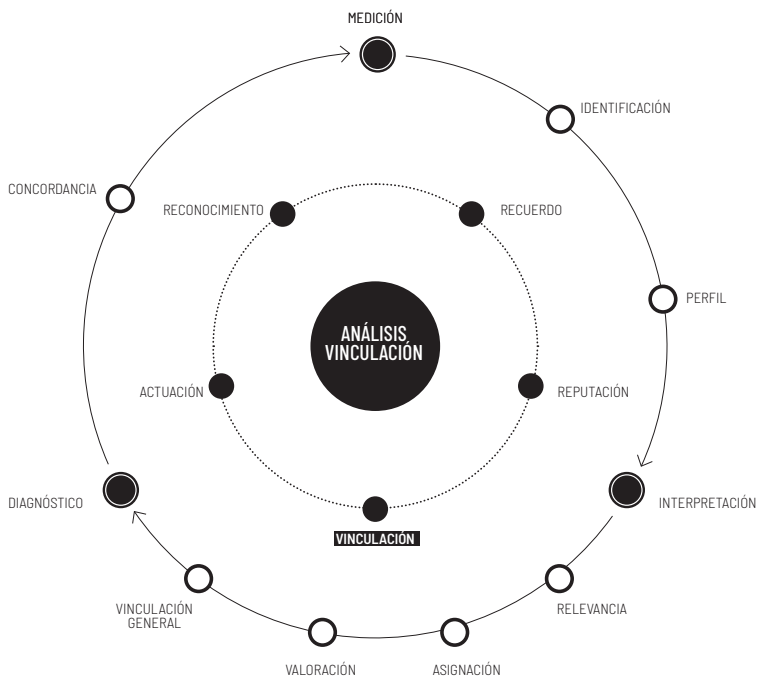 MEDICIÓN
IDENTIFICACIÓN
CONCORDANCIA
RECONOCIMIENTO
RECUERDO
PERFIL
ANÁLISIS
VINCULACIÓN
ACTUACIÓN
REPUTACIÓN
DIAGNÓSTICO
INTERPRETACIÓN
VINCULACIÓN
VINCULACIÓN
GENERAL
RELEVANCIA
VALORACIÓN
ASIGNACIÓN